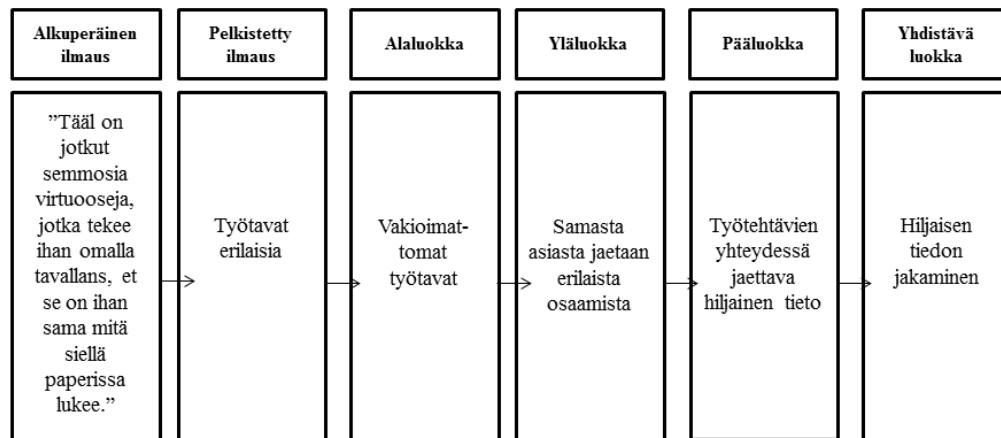 Alkuperäinen
ilmaus
Pelkistetty
ilmaus
Alaluokka
Yläluokka
Pääluokka
Yhdistävä
luokka
”Tääl on
jotkut
semmosia
virtuooseja,
jotka tekee
ihan omalla
tavallans, et
se on ihan
sama mitä
siellä
paperissa
lukee.”
Työtavat
erilaisia
Vakioimat-
tomat
työtavat
Samasta
asiasta jaetaan
erilaista
osaamista
Työtehtävien
yhteydessä
jaettava
hiljainen tieto
Hiljaisen
tiedon
jakaminen